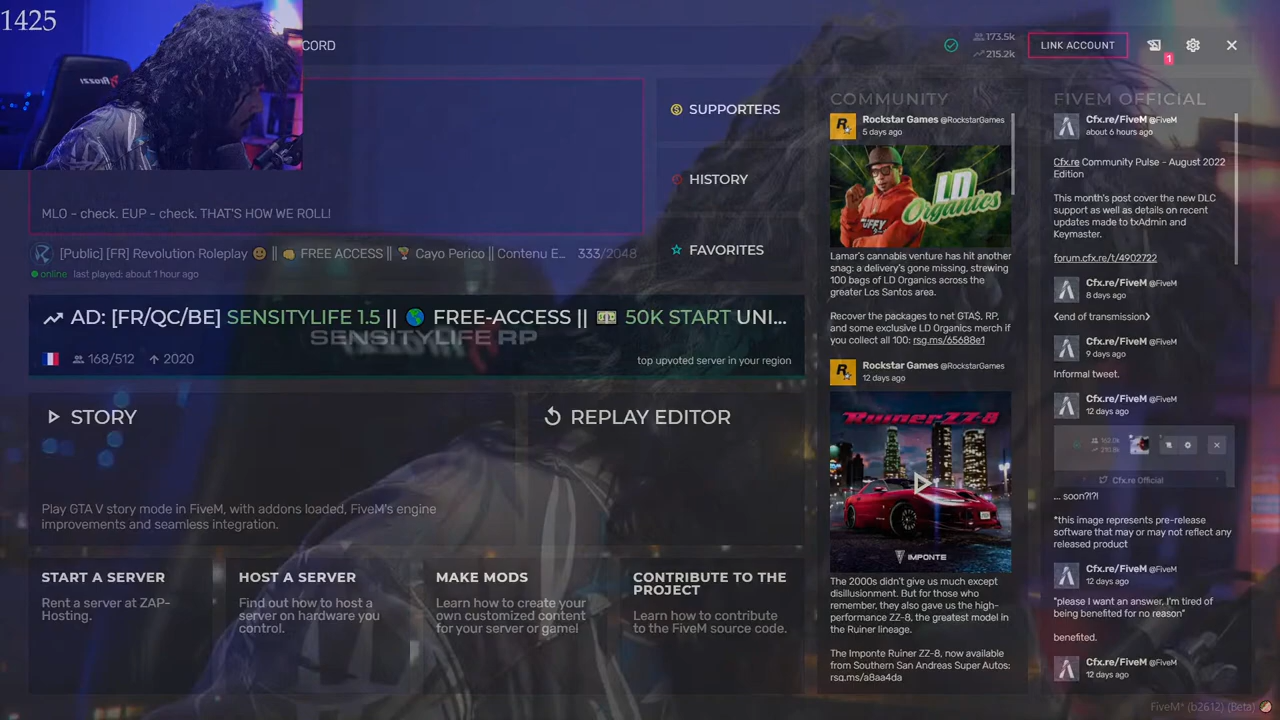 1425
CORD
173.5k
215.2k
LINK ACCOUNT
1
MLO - check. EUP - check. THAT'S HOW WE ROLL!
[Public] [FR] Revolution Roleplay 😃 || 👊 FREE ACCESS || 🏆 Cayo Perico || Contenu E... 333/2048
online last played: about 1 hour ago
SUPPORTERS
HISTORY
FAVORITES
AD: [FR/QC/BE] SENSITYLIFE 1.5 || 🌎 FREE-ACCESS || 💵 50K START UNI...
SENSITYLIFE RP
168/512 2020
top upvoted server in your region
STORY
Play GTA V story mode in FiveM, with addons loaded, FiveM's engine
improvements and seamless integration.
REPLAY EDITOR
START A SERVER
Rent a server at ZAP-
Hosting.
HOST A SERVER
Find out how to host a
server on hardware you
control.
MAKE MODS
Learn how to create your
own customized content
for your server or game!
CONTRIBUTE TO THE
PROJECT
Learn how to contribute
to the FiveM source code.
COMMUNITY
Rockstar Games @RockstarGames
5 days ago
LD
Organics
Lamar's cannabis venture has hit another
snag: a delivery's gone missing, strewing
100 bags of LD Organics across the
greater Los Santos area.
Recover the packages to net GTA$, RP,
and some exclusive LD Organics merch if
you collect all 100: rsg.ms/65688e1
Rockstar Games @RockstarGames
12 days ago
Ruiner ZZ-8
IMPONTE
The 2000s didn't give us much except
disillusionment. But for those who
remember, they also gave us the high-
performance ZZ-8, the greatest model in
the Ruiner lineage.
The Imponte Ruiner ZZ-8, now available
from Southern San Andreas Super Autos:
rsg.ms/a8aa4da
FIVEM OFFICIAL
Cfx.re/FiveM @FiveM
about 6 hours ago
Cfx.re Community Pulse - August 2022
Edition
This month's post cover the new DLC
support as well as details on recent
updates made to txAdmin and
Keymaster.
forum.cfx.re/t/4902722
Cfx.re/FiveM @FiveM
8 days ago
<end of transmission>
Cfx.re/FiveM @FiveM
9 days ago
Informal tweet.
Cfx.re/FiveM @FiveM
12 days ago
Cfx.re Official
... soon?!?!
*this image represents pre-release
software that may or may not reflect any
released product
Cfx.re/FiveM @FiveM
12 days ago
"please I want an answer, I'm tired of
being benefited for no reason"
benefited.
Cfx.re/FiveM @FiveM
12 days ago
FiveM* (b2612) (Beta)